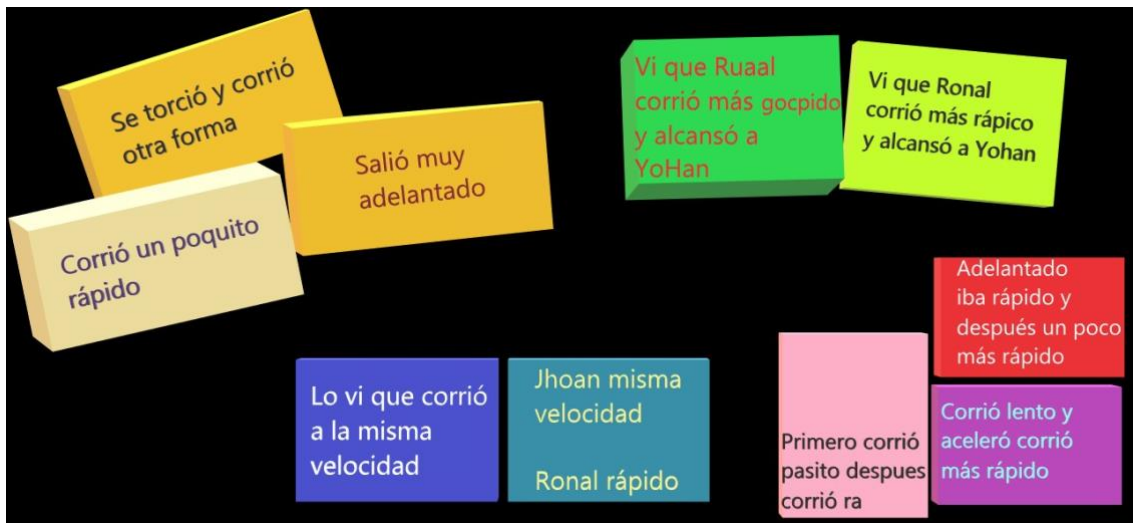 Se torció y corrió
otra forma
Salió muy
adelantado
Corrió un poquito
rápido
Vi que Ruaal
corrió más gocpido
y alcansó a
YoHan
Vi que Ronal
corrió más rápico
y alcansó a Yohan
Lo vi que corrió
a la misma
velocidad
Jhoan misma
velocidad
Ronal rápido
Primero corrió
pasito despues
corrió ra
Adelantado
iba rápido y
después un poco
más rápido
Corrió lento y
aceleró corrió
más rápido